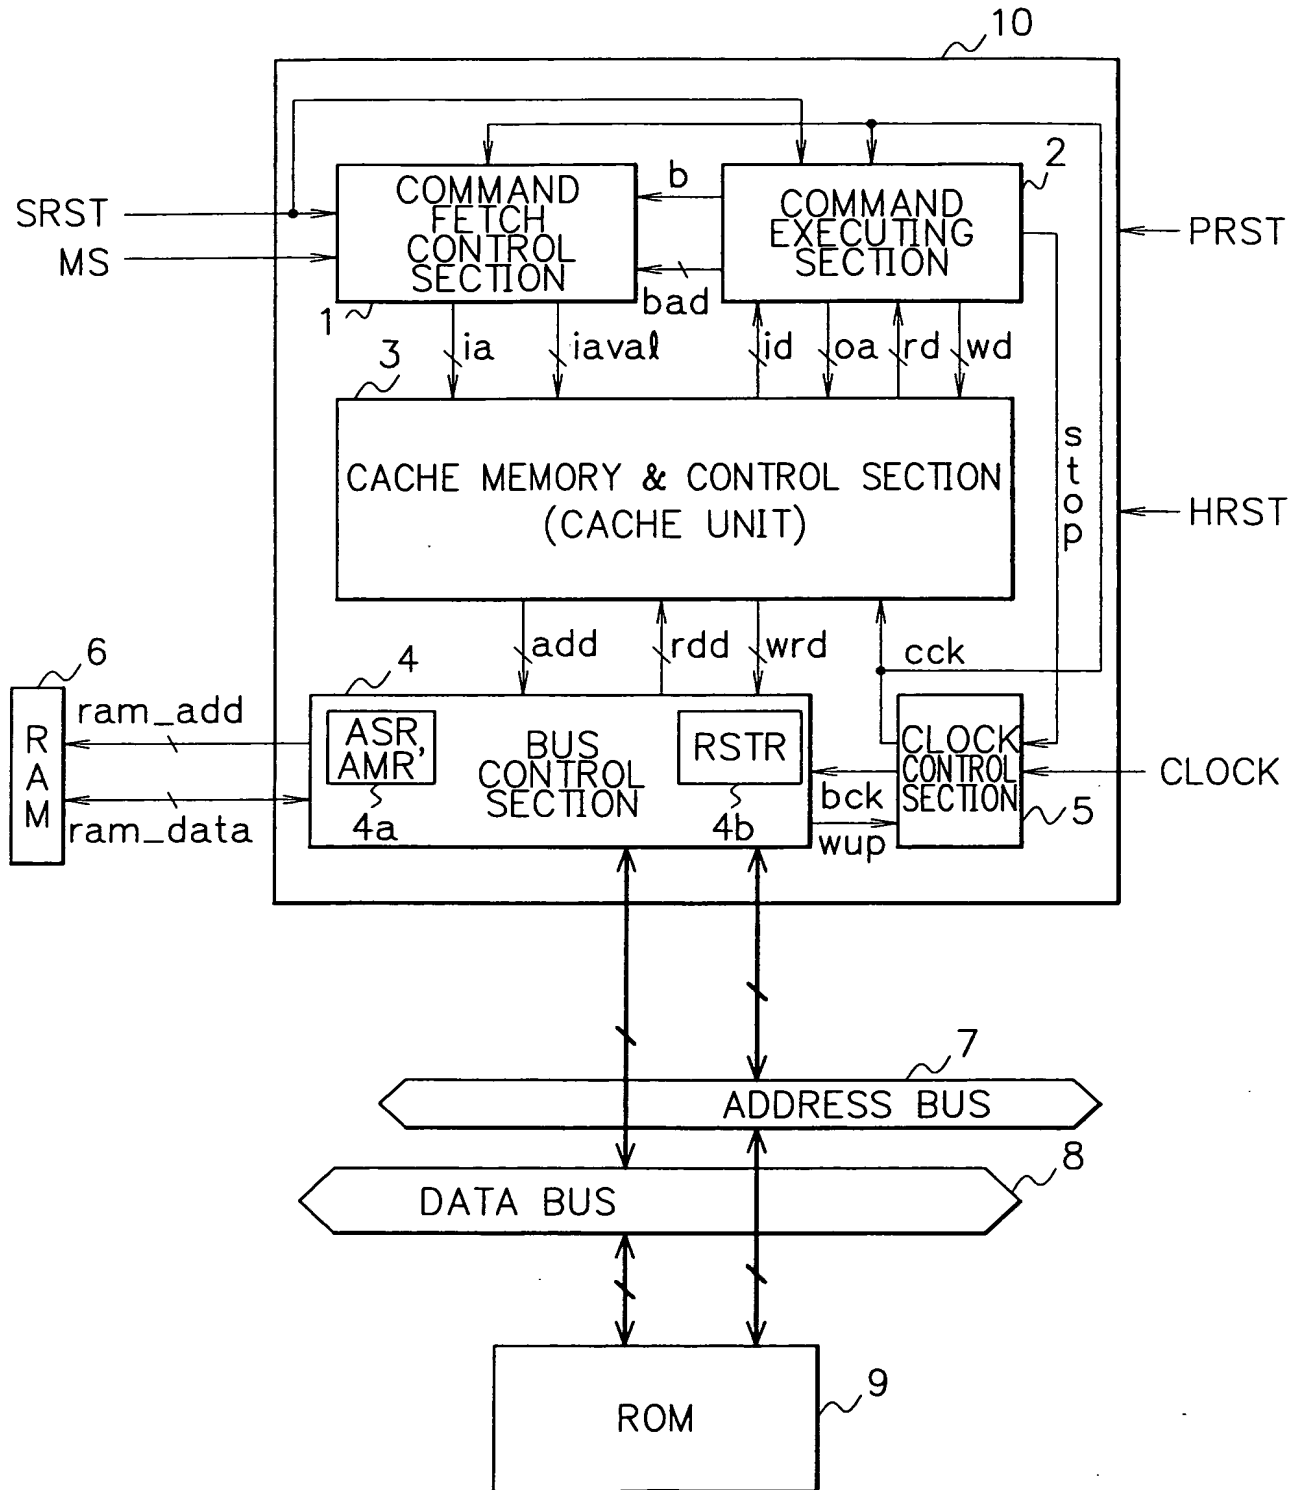 10
2
COMMAND
FETCH
CONTROL
SECTION
b
COMMAND
EXECUTING
SECTION
SRST
MS
PRST
bad
1
ia
iaval
id
oa
rd
wd
3
stop
CACHE MEMORY & CONTROL SECTION
(CACHE UNIT)
HRST
add
rdd
wrd
cck
6
4
ram_add
RAM
ASR,
AMR
BUS
CONTROL
SECTION
RSTR
CLOCK
CONTROL
SECTION
CLOCK
bck
ram_data
4a
4b
wup
5
7
ADDRESS BUS
8
DATA BUS
9
ROM